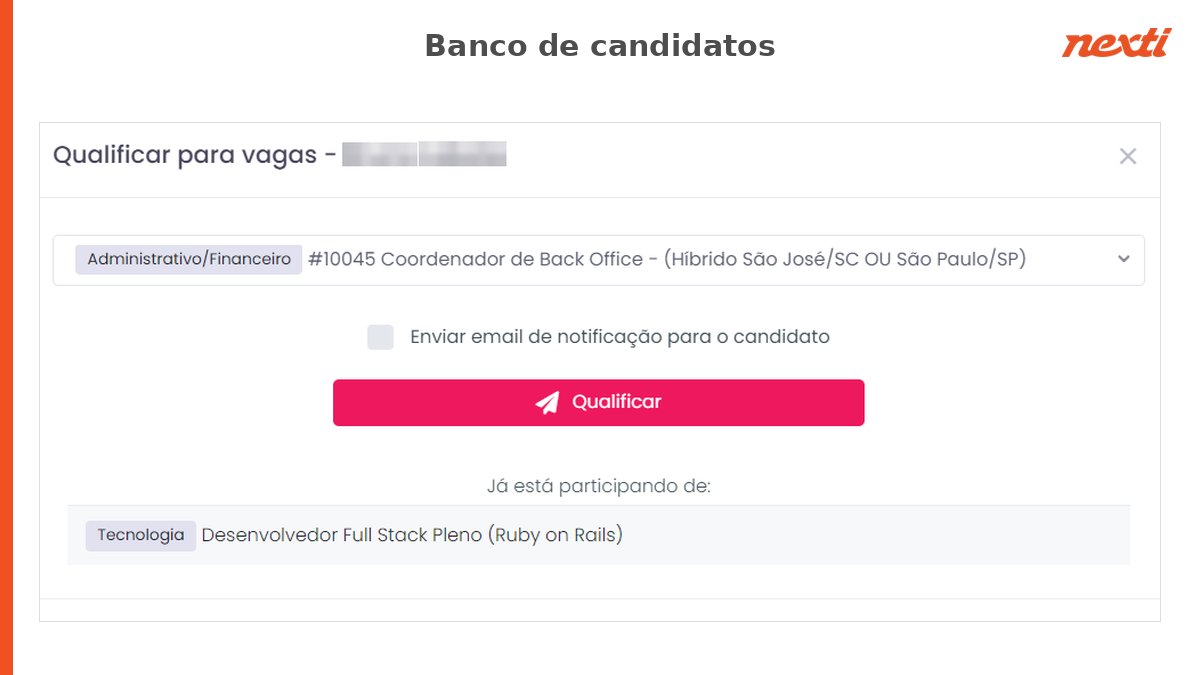 Banco de candidatos
nexti
Qualificar para vagas -
Administrativo/Financeiro #10045 Coordenador de Back Office - (Híbrido São José/SC OU São Paulo/SP)
Enviar email de notificação para o candidato
Qualificar
Já está participando de:
Tecnologia Desenvolvedor Full Stack Pleno (Ruby on Rails)